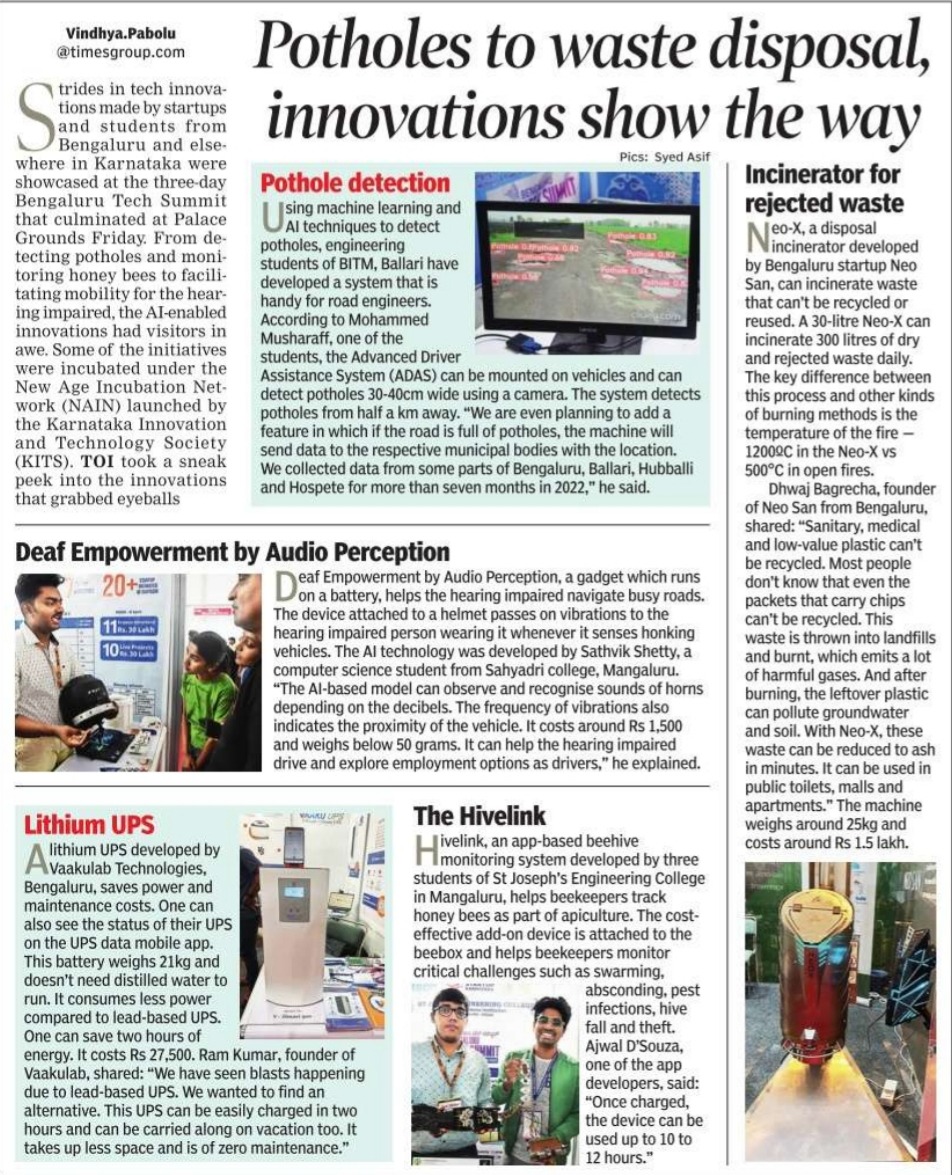 Vindhya.Pabolu
@timesgroup.com
Potholes to waste disposal,
innovations show the way
Pics: Syed Asif
Strides in tech innova-
tions made by startups
and students from
Bengaluru and else-
where in Karnataka were
showcased at the three-day
Bengaluru Tech Summit
that culminated at Palace
Grounds Friday. From de-
tecting potholes and moni-
toring honey bees to facili-
tating mobility for the hear-
ing impaired, the AI-enabled
innovations had visitors in
awe. Some of the initiatives
were incubated under the
New Age Incubation Net-
work (NAIN) launched by
the Karnataka Innovation
and Technology Society
(KITS). TOI took a sneak
peek into the innovations
that grabbed eyeballs
Pothole detection
Using machine learning and
AI techniques to detect
potholes, engineering
students of BITM, Ballari have
developed a system that is
handy for road engineers.
According to Mohammed
Musharaff, one of the
students, the Advanced Driver
Assistance System (ADAS) can be mounted on vehicles and can
detect potholes 30-40cm wide using a camera. The system detects
potholes from half a km away. “We are even planning to add a
feature in which if the road is full of potholes, the machine will
send data to the respective municipal bodies with the location.
We collected data from some parts of Bengaluru, Ballari, Hubballi
and Hospete for more than seven months in 2022,” he said.
Incinerator for
rejected waste
Neo-X, a disposal
incinerator developed
by Bengaluru startup Neo
San, can incinerate waste
that can’t be recycled or
reused. A 30-litre Neo-X can
incinerate 300 litres of dry
and rejected waste daily.
The key difference between
this process and other kinds
of burning methods is the
temperature of the fire —
1200ºC in the Neo-X vs
500°C in open fires.
Dhwaj Bagrecha, founder
of Neo San from Bengaluru,
shared: “Sanitary, medical
and low-value plastic can’t
be recycled. Most people
don’t know that even the
packets that carry chips
can’t be recycled. This
waste is thrown into landfills
and burnt, which emits a lot
of harmful gases. And after
burning, the leftover plastic
can pollute groundwater
and soil. With Neo-X, these
waste can be reduced to ash
in minutes. It can be used in
public toilets, malls and
apartments.” The machine
weighs around 25kg and
costs around Rs 1.5 lakh.
Deaf Empowerment by Audio Perception
20+
11
Rs. 30 Lakh
10
Rs. 30 Lakh
Deaf Empowerment by Audio Perception, a gadget which runs
on a battery, helps the hearing impaired navigate busy roads.
The device attached to a helmet passes on vibrations to the
hearing impaired person wearing it whenever it senses honking
vehicles. The AI technology was developed by Sathvik Shetty, a
computer science student from Sahyadri college, Mangaluru.
“The AI-based model can observe and recognise sounds of horns
depending on the decibels. The frequency of vibrations also
indicates the proximity of the vehicle. It costs around Rs 1,500
and weighs below 50 grams. It can help the hearing impaired
drive and explore employment options as drivers,” he explained.
Lithium UPS
A lithium UPS developed by
Vaakulab Technologies,
Bengaluru, saves power and
maintenance costs. One can
also see the status of their UPS
on the UPS data mobile app.
This battery weighs 21kg and
doesn’t need distilled water to
run. It consumes less power
compared to lead-based UPS.
One can save two hours of
energy. It costs Rs 27,500. Ram Kumar, founder of
Vaakulab, shared: “We have seen blasts happening
due to lead-based UPS. We wanted to find an
alternative. This UPS can be easily charged in two
hours and can be carried along on vacation too. It
takes up less space and is of zero maintenance.”
The Hivelink
Hivelink, an app-based beehive
monitoring system developed by three
students of St Joseph’s Engineering College
in Mangaluru, helps beekeepers track
honey bees as part of apiculture. The cost-
effective add-on device is attached to the
beebox and helps beekeepers monitor
critical challenges such as swarming,
absconding, pest
infections, hive
fall and theft.
Ajwal D’Souza,
one of the app
developers, said:
“Once charged,
the device can be
used up to 10 to
12 hours.”